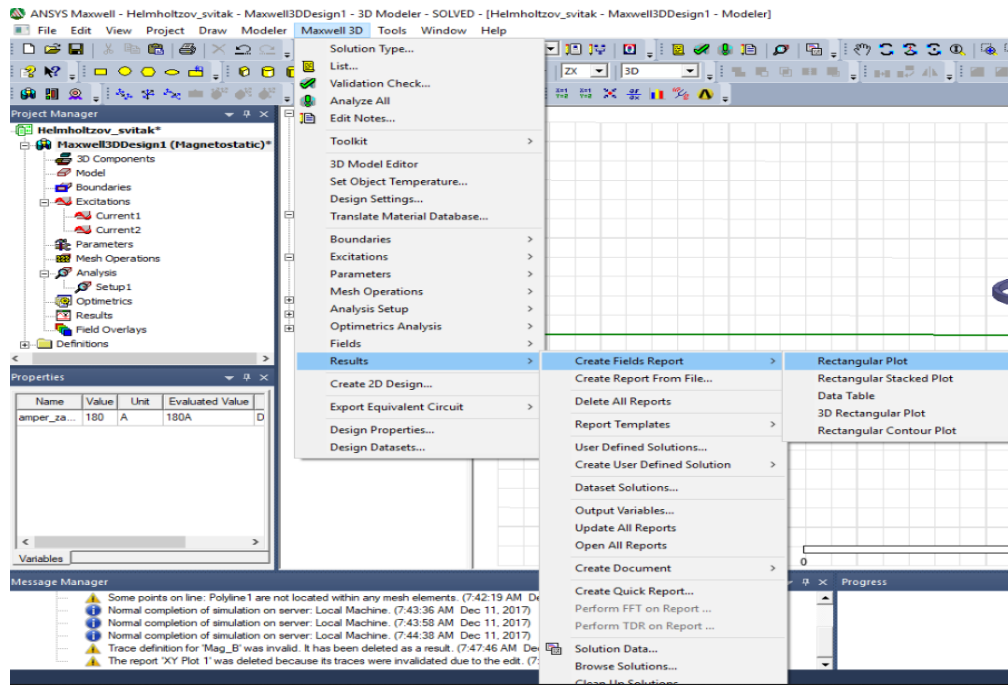 ANSYS Maxwell - Helmholtzov_svitak - Maxwell3DDesign1 - 3D Modeler - SOLVED - [Helmholtzov_svitak - Maxwell3DDesign1 - Modeler]
File Edit View Project Draw Modeler Maxwell 3D Tools Window Help
ZX 3D
Project Manager
Helmholtzov_svitak*
Maxwell3DDesign1 (Magnetostatic)*
3D Components
Model
Boundaries
Excitations
Current1
Current2
Parameters
Mesh Operations
Analysis
Setup1
Optimetrics
Results
Field Overlays
Definitions
Properties
Name Value Unit Evaluated Value
amper_za... 180 A 180A D
Variables
Solution Type...
List...
Validation Check...
Analyze All
Edit Notes...
Toolkit
3D Model Editor
Set Object Temperature...
Design Settings...
Translate Material Database...
Boundaries
Excitations
Parameters
Mesh Operations
Analysis Setup
Optimetrics Analysis
Fields
Results
Create 2D Design...
Export Equivalent Circuit
Design Properties...
Design Datasets...
Create Fields Report
Create Report From File...
Delete All Reports
Report Templates
User Defined Solutions...
Create User Defined Solution
Dataset Solutions...
Output Variables...
Update All Reports
Open All Reports
Create Document
Create Quick Report...
Perform FFT on Report ...
Perform TDR on Report ...
Solution Data...
Browse Solutions...
Clean Up Solutions
Rectangular Plot
Rectangular Stacked Plot
Data Table
3D Rectangular Plot
Rectangular Contour Plot
0
Message Manager
Some points on line: Polyline1 are not located within any mesh elements. (7:42:19 AM De
Normal completion of simulation on server: Local Machine. (7:43:36 AM Dec 11, 2017)
Normal completion of simulation on server: Local Machine. (7:43:58 AM Dec 11, 2017)
Normal completion of simulation on server: Local Machine. (7:44:38 AM Dec 11, 2017)
Trace definition for 'Mag_B' was invalid. It has been deleted as a result. (7:47:46 AM Dec
The report 'XY Plot 1' was deleted because its traces were invalidated due to the edit. (7:
Progress